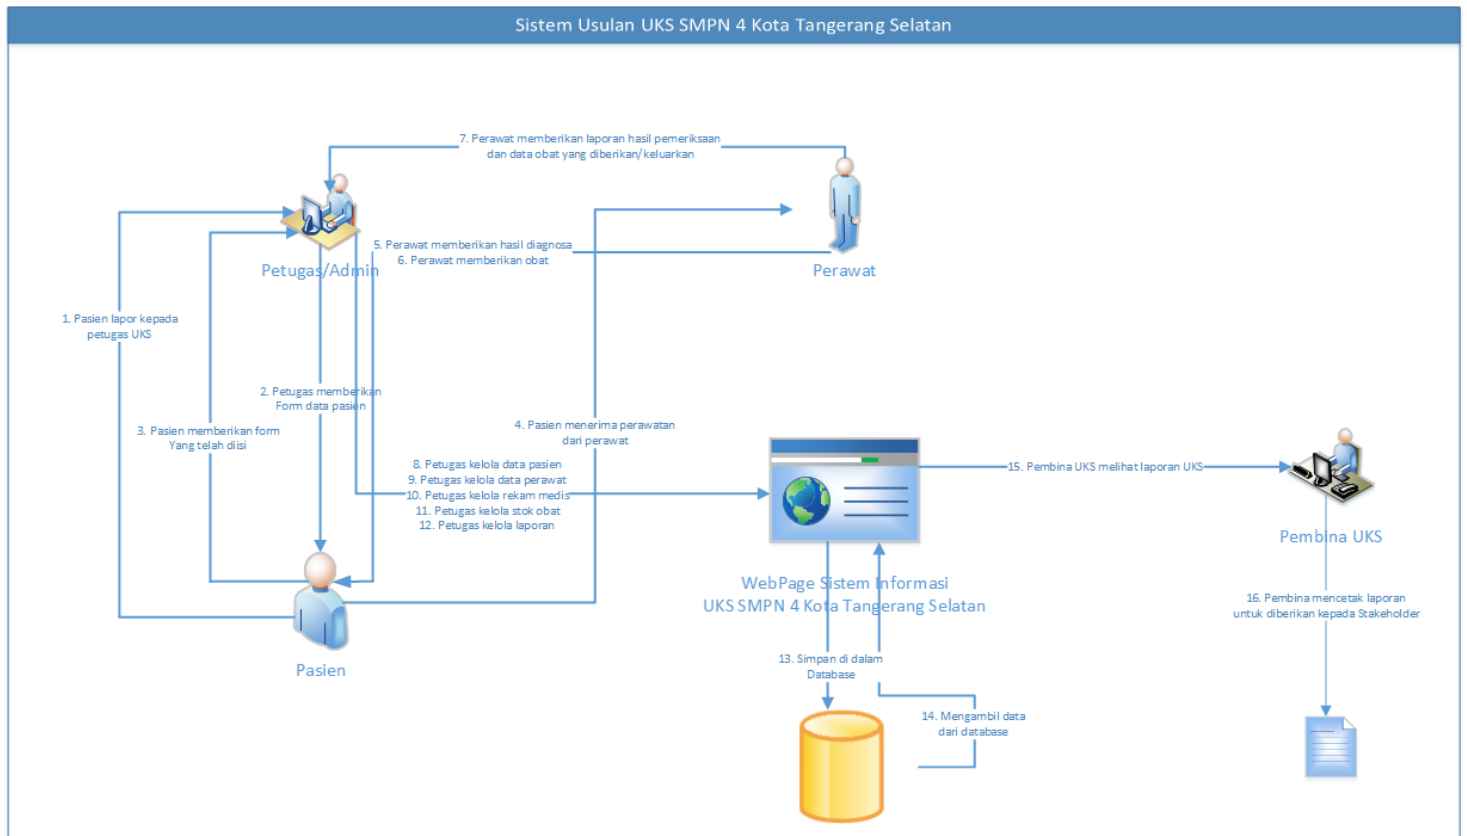 Sistem Usulan UKS SMPN 4 Kota Tangerang Selatan
7. Perawat memberikan laporan hasil pemeriksaan
dan data obat yang diberikan/keluarkan
5. Perawat memberikan hasil diagnosa
6. Perawat memberikan obat
Petugas/Admin
Perawat
1. Pasien lapor kepada
petugas UKS
2. Petugas memberikan
Form data pasien
3. Pasien memberikan form
Yang telah diisi
4. Pasien menerima perawatan
dari perawat
8. Petugas kelola data pasien
9. Petugas kelola data perawat
10. Petugas kelola rekam medis
11. Petugas kelola stok obat
12. Petugas kelola laporan
15. Pembina UKS melihat laporan UKS
Pembina UKS
WebPage Sistem Informasi
UKS SMPN 4 Kota Tangerang Selatan
16. Pembina mencetak laporan
untuk diberikan kepada Stakeholder
Pasien
13. Simpan di dalam
Database
14. Mengambil data
dari database